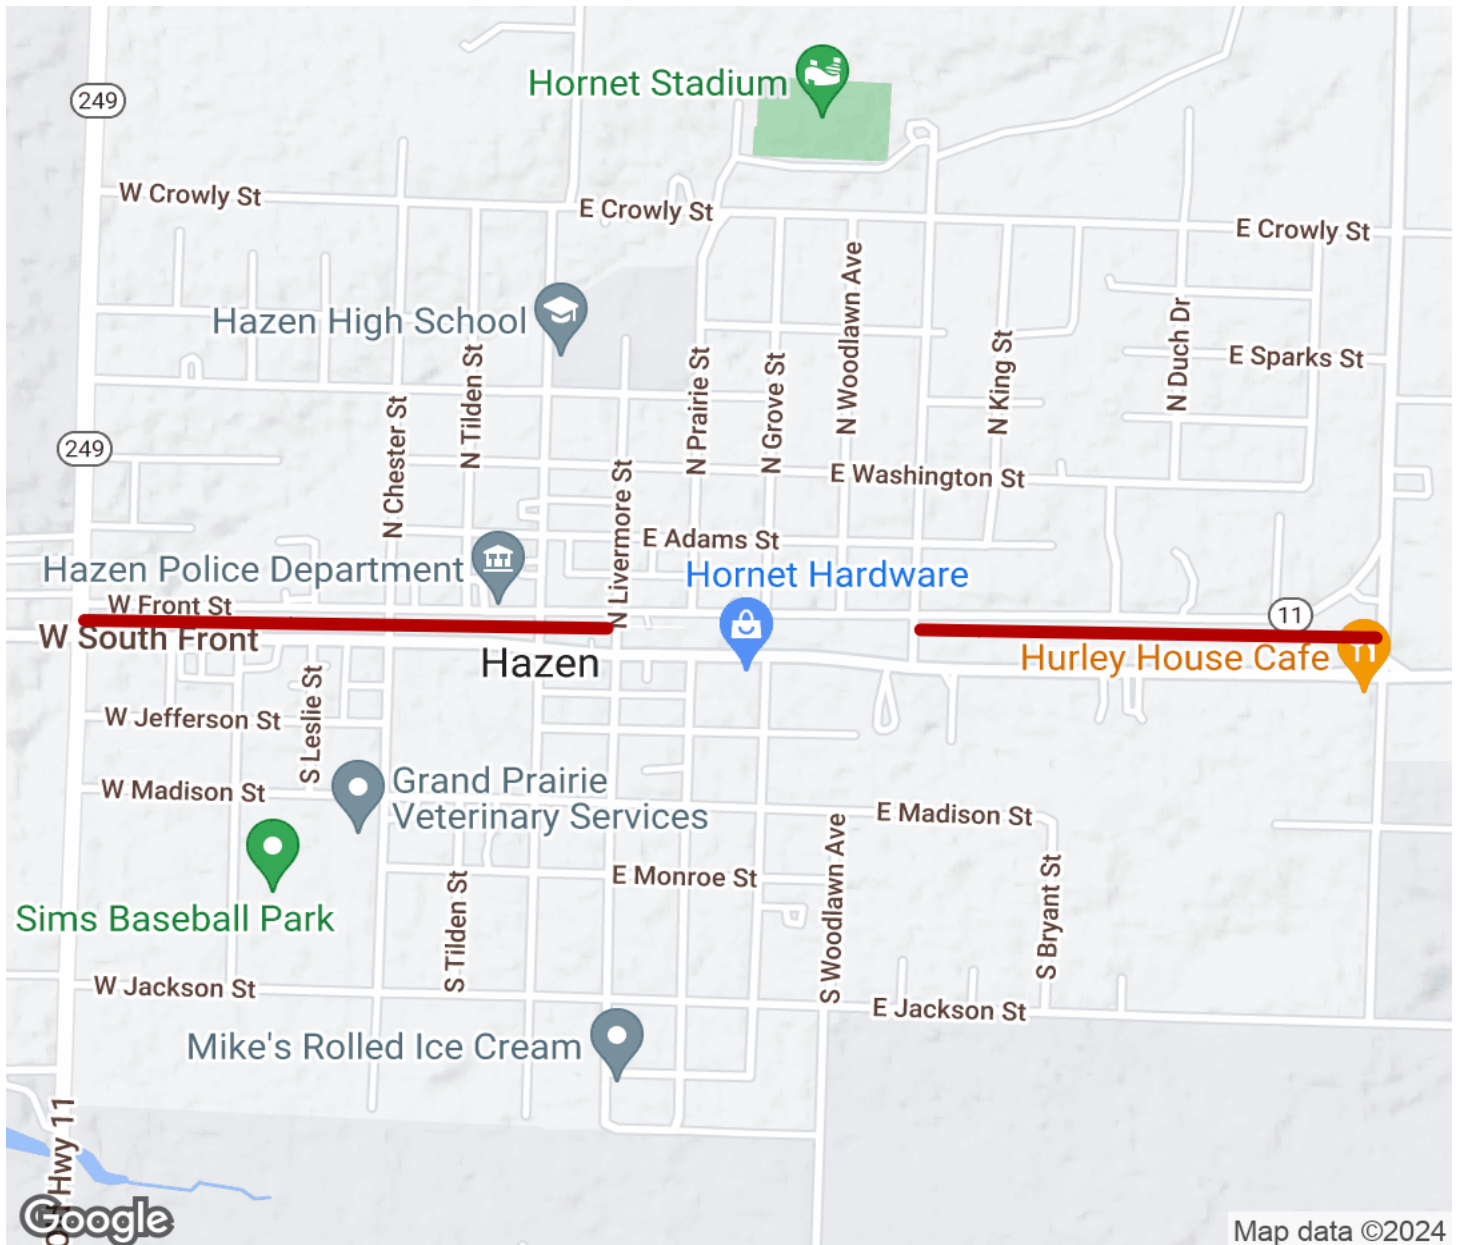 Hornet Stadium
249
W Crowly St
E Crowly St
E Crowly St
N Woodlawn Ave
Hazen High School
N Duch Dr
N King St
N Tilden St
N Prairie St
N Grove St
E Sparks St
N Chester St
249
E Washington St
N Livermore St
E Adams St
Hazen Police Department
Hornet Hardware
W Front St
11
W South Front
Hazen
Hurley House Cafe
S Leslie St
W Jefferson St
W Madison St
Grand Prairie
Veterinary Services
E Madison St
S Woodlawn Ave
E Monroe St
S Bryant St
S Tilden St
Sims Baseball Park
W Jackson St
E Jackson St
Mike's Rolled Ice Cream
Hwy 11
Google
Map data ©2024